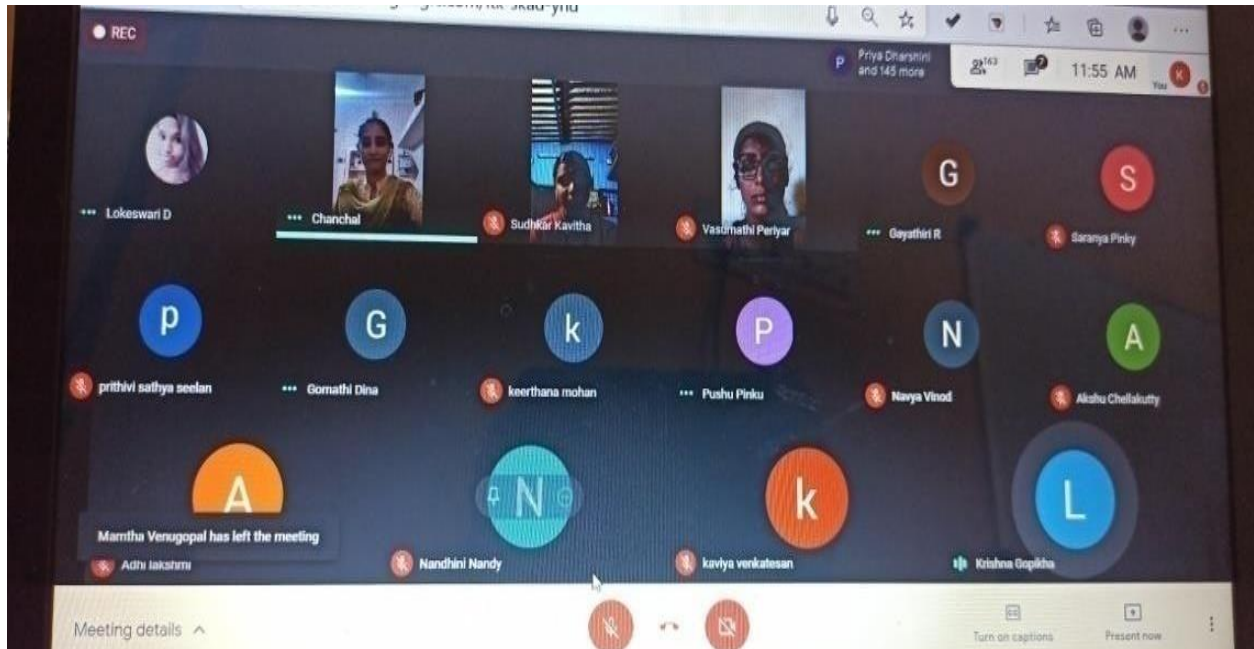 REC
Priya Dharshini
and 145 more
163
11:55 AM
You
K
Lokeswari D
Chanchal
Sudhkar Kavitha
Vasumathi Periyar
G
Gayathiri R
S
Saranya Pinky
p
prithivi sathya seelan
G
Gomathi Dina
k
keerthana mohan
P
Pushu Pinku
N
Navya Vinod
A
Akshu Chellakutty
A
Mamtha Venugopal has left the meeting
Adhi lakshmi
N
Nandhini Nandy
k
kaviya venkatesan
L
Krishna Gopikha
Meeting details
Turn on captions
Present now